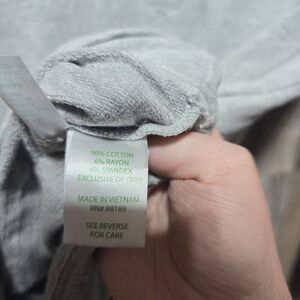 90% COTTON
6% RAYON
4% SPANDEX
EXCLUSIVE OF TRIM
MADE IN VIETNAM
RN# 88189
SEE REVERSE
FOR CARE